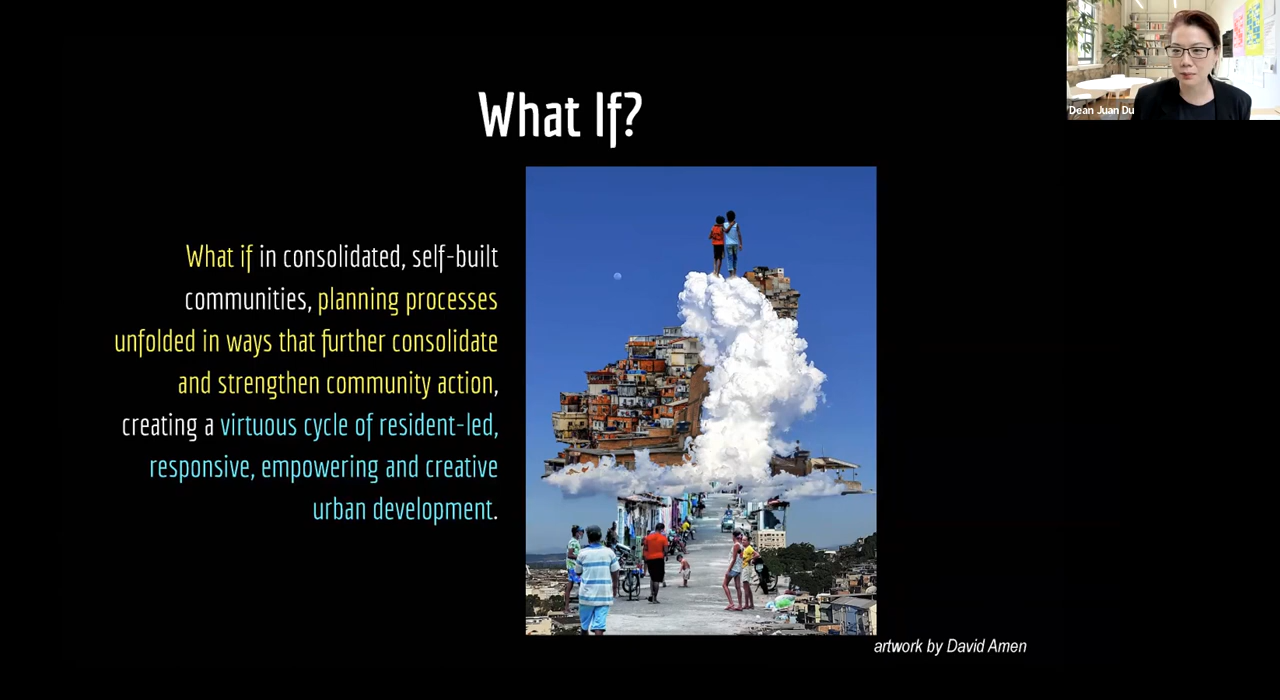 Dean Juan Du
What If?
What if in consolidated, self-built
communities, planning processes
unfolded in ways that further consolidate
and strengthen community action,
creating a virtuous cycle of resident-led,
responsive, empowering and creative
urban development.
artwork by David Amen